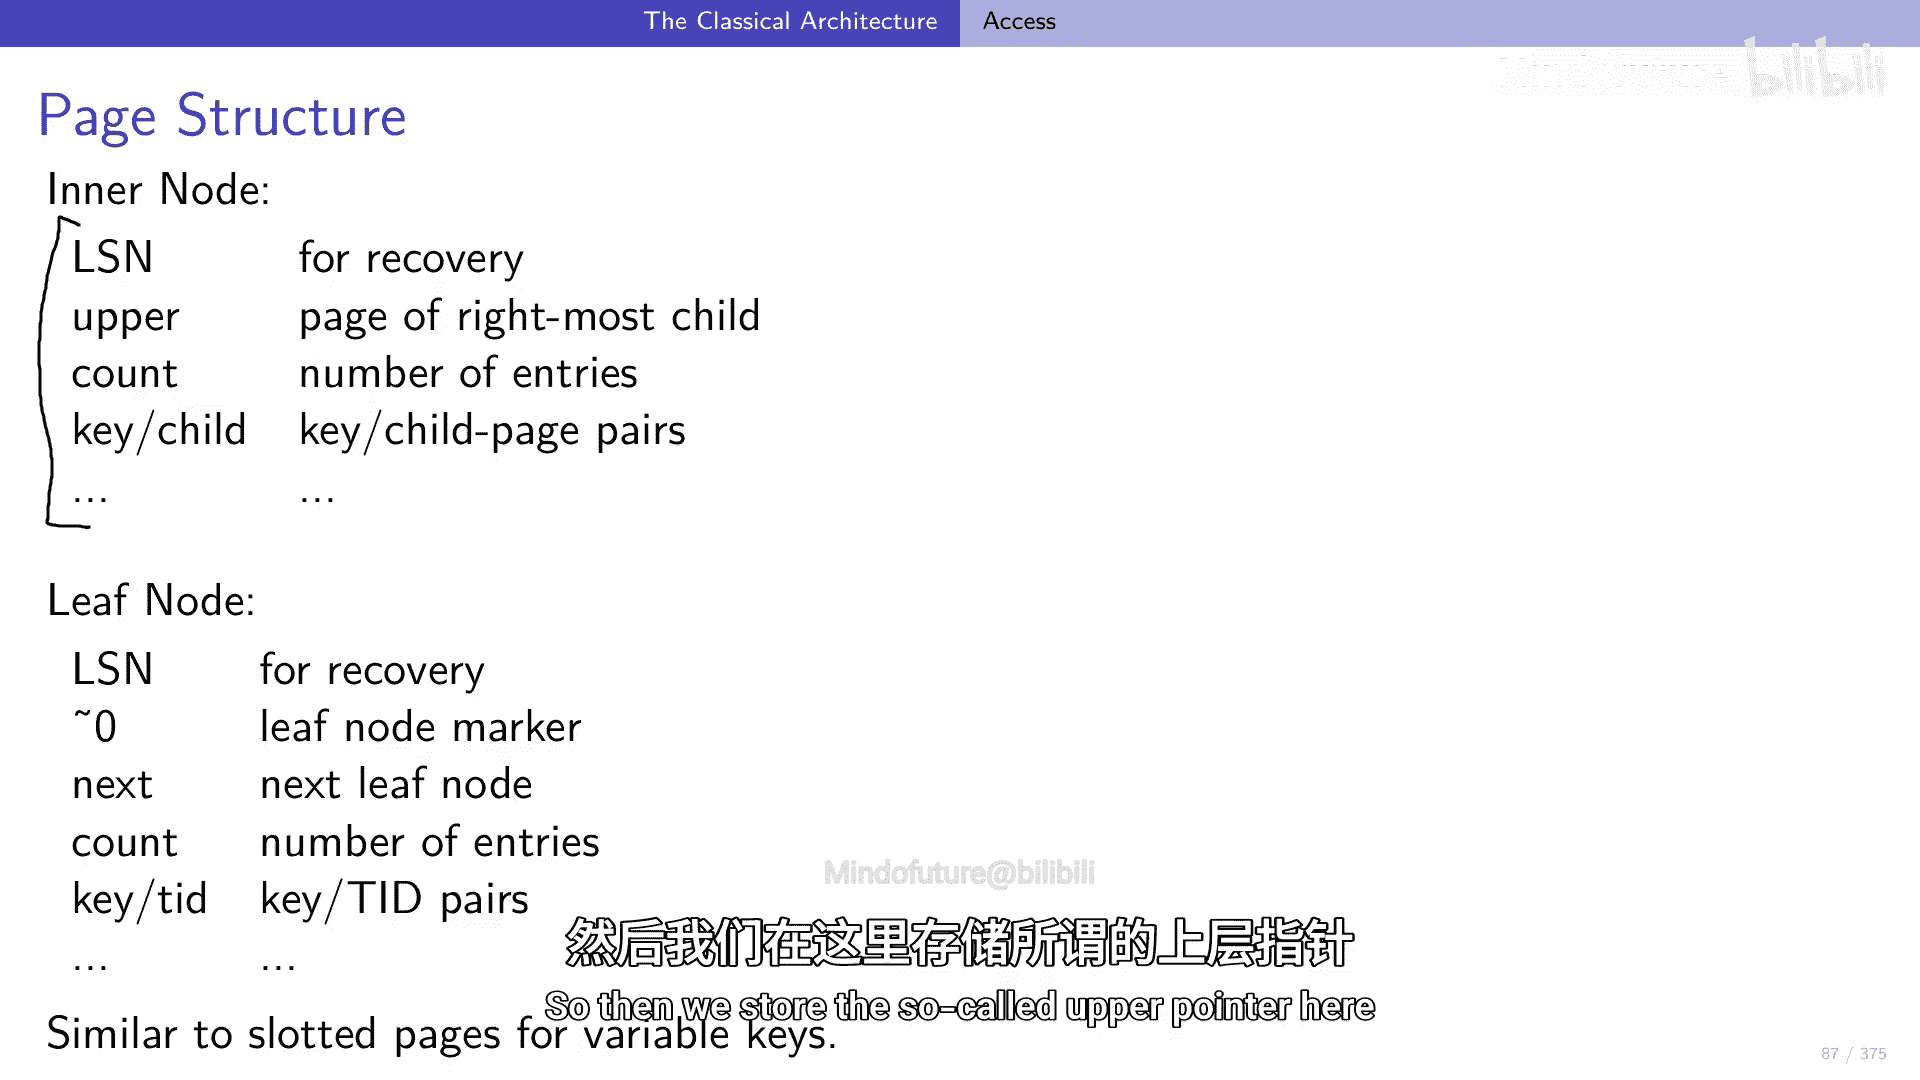 The Classical Architecture Access
bilibili
Page Structure
Inner Node:
LSN for recovery
upper page of right-most child
count number of entries
key/child key/child-page pairs
... ...
Leaf Node:
LSN for recovery
~0 leaf node marker
next next leaf node
count number of entries
key/tid key/TID pairs
... ...
Mindofuture@bilibili
然后我们在这里存储所谓的上层指针
So then we store the so-called upper pointer here
Similar to slotted pages for variable keys.
87 / 375